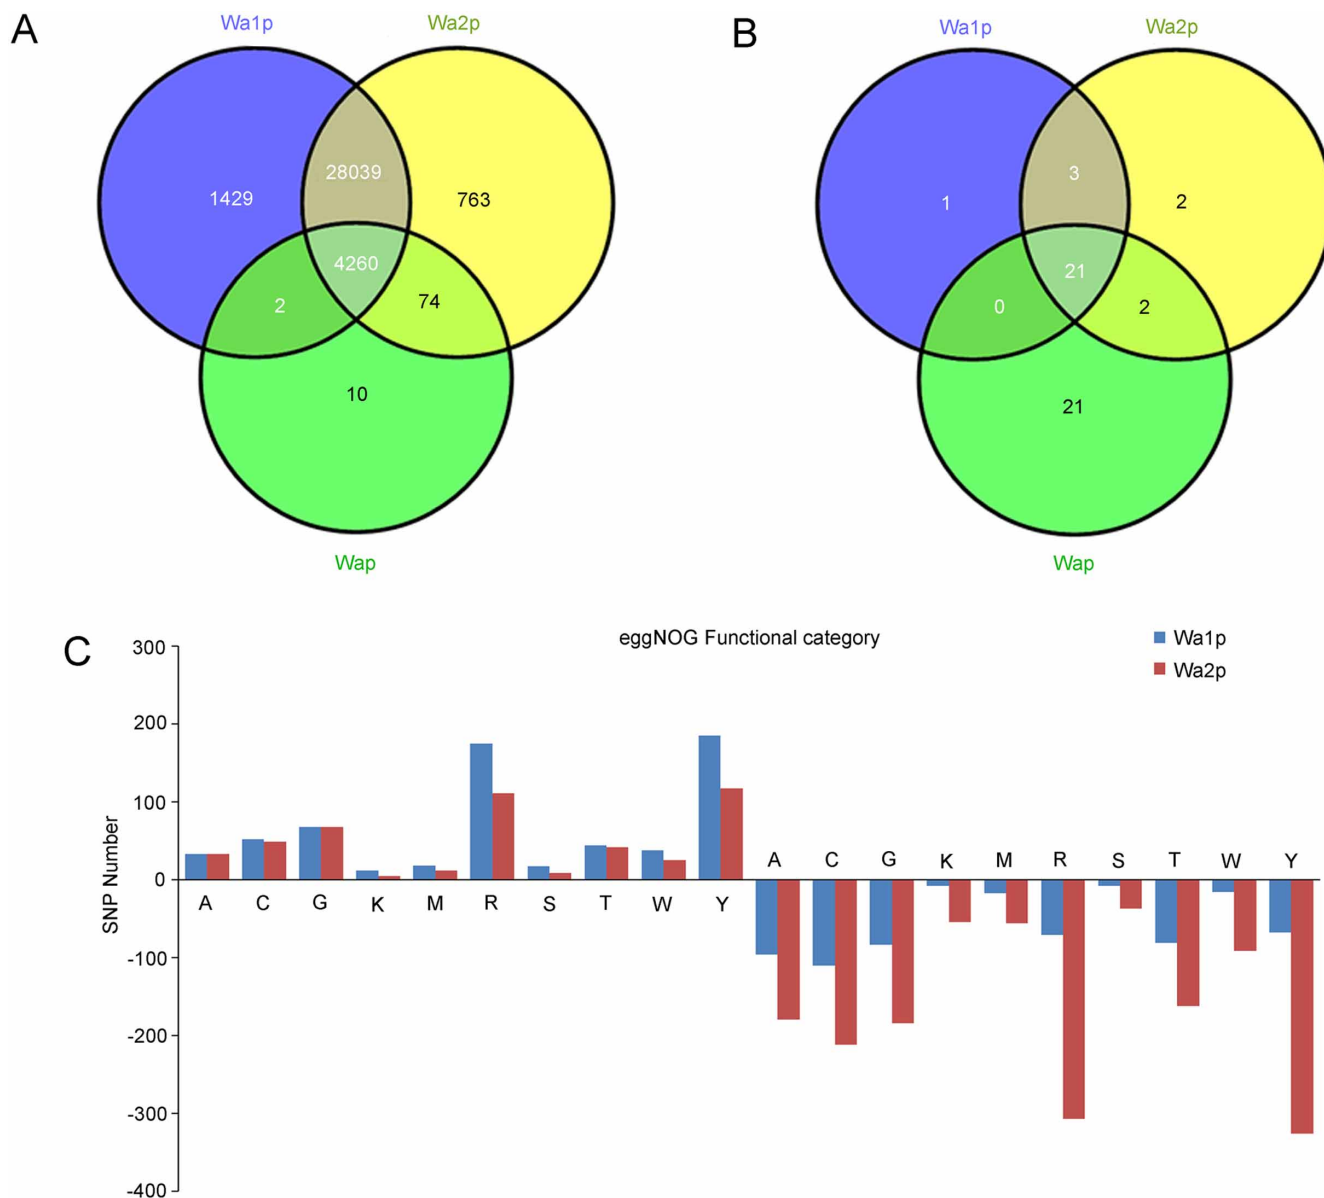 A
Wa1p
Wa2p
28039
1429
763
4260
2
74
10
Wap
B
Wa1p
Wa2p
3
1
2
21
0
2
21
Wap
C
eggNOG Functional category
Wa1p
Wa2p
SNP Number
300
200
100
0
-100
-200
-300
-400
A C G K M R S T W Y
A C G K M R S T W Y